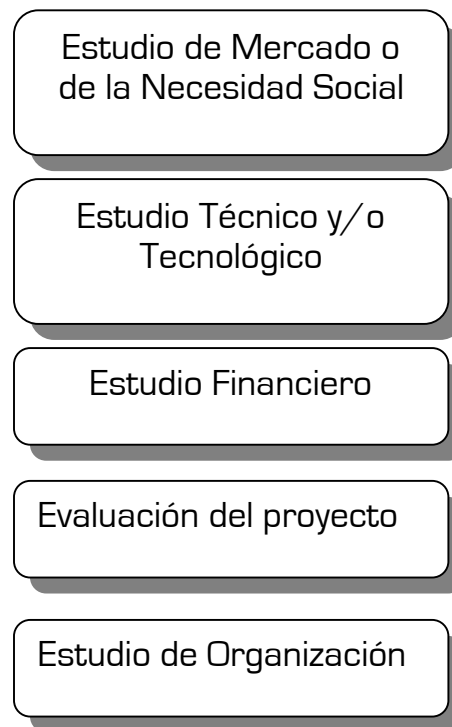 Estudio de Mercado o
de la Necesidad Social
Estudio Técnico y/o
Tecnológico
Estudio Financiero
Evaluación del proyecto
Estudio de Organización